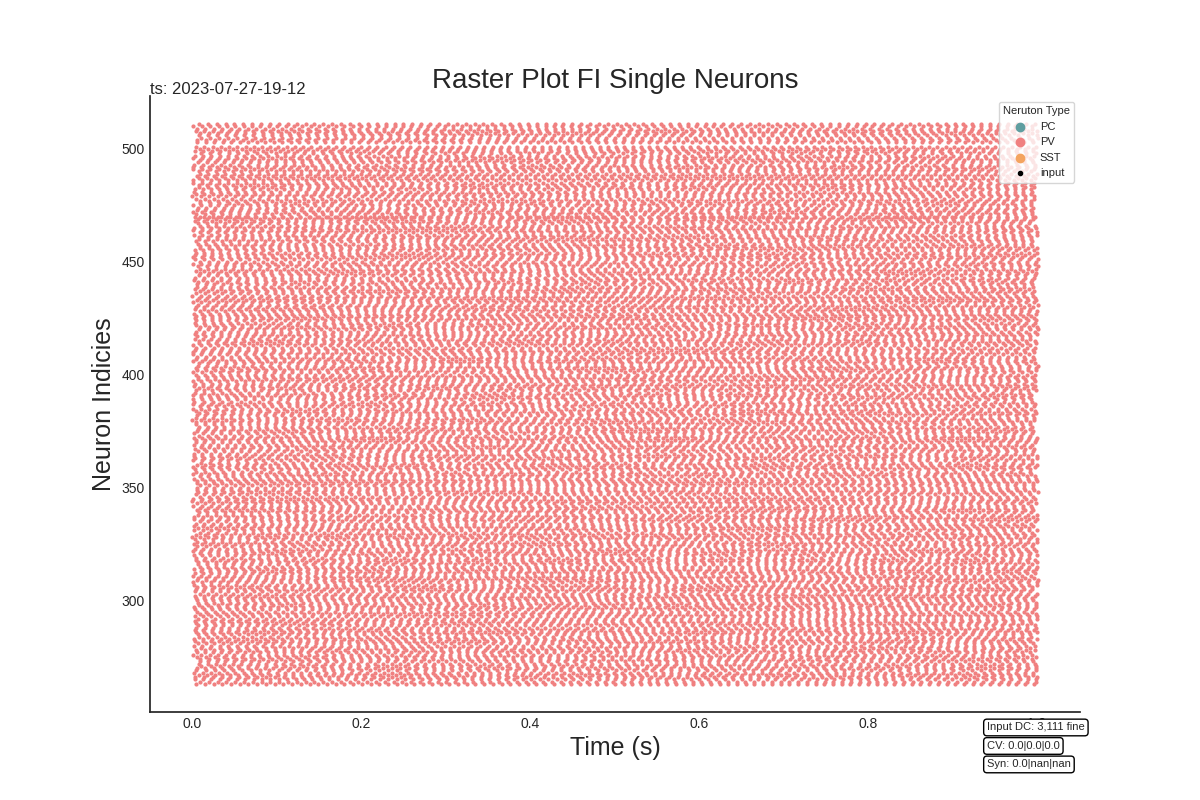 Raster Plot FI Single Neurons
ts: 2023-07-27-19-12
Neruton Type
PC
PV
SST
input
Neuron Indicies
500
450
400
350
300
0.0 0.2 0.4 0.6 0.8
Time (s)
Input DC: 3,111 fine
CV: 0.0|0.0|0.0
Syn: 0.0|nan|nan